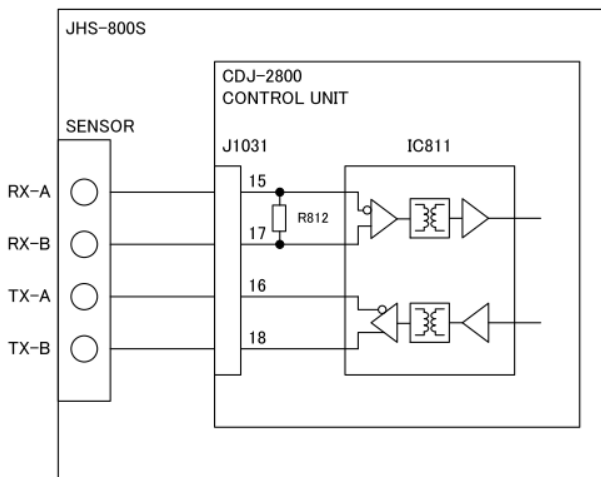 JHS-800S
CDJ-2800
CONTROL UNIT
SENSOR
J1031
IC811
RX-A
15
R812
RX-B
17
TX-A
16
TX-B
18